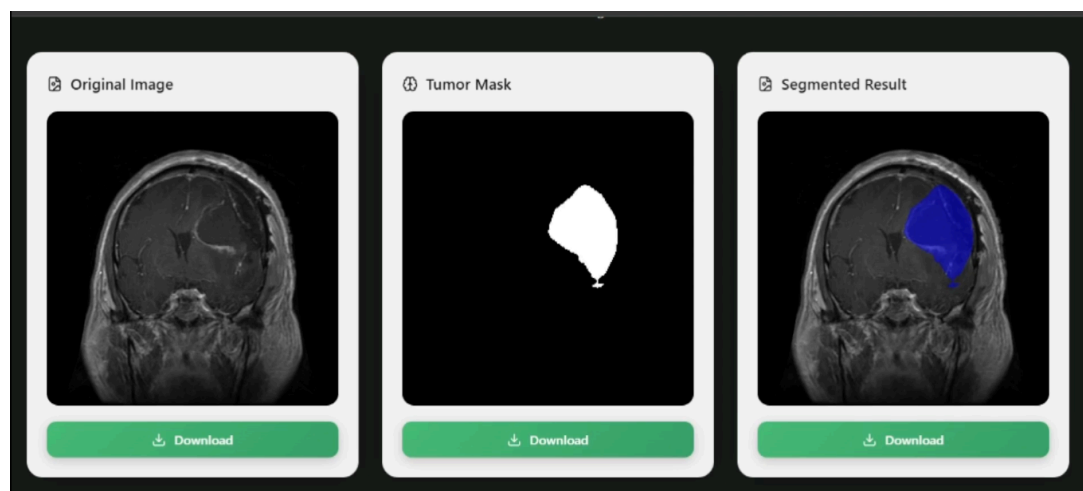 Original Image
Tumor Mask
Segmented Result
Download
Download
Download